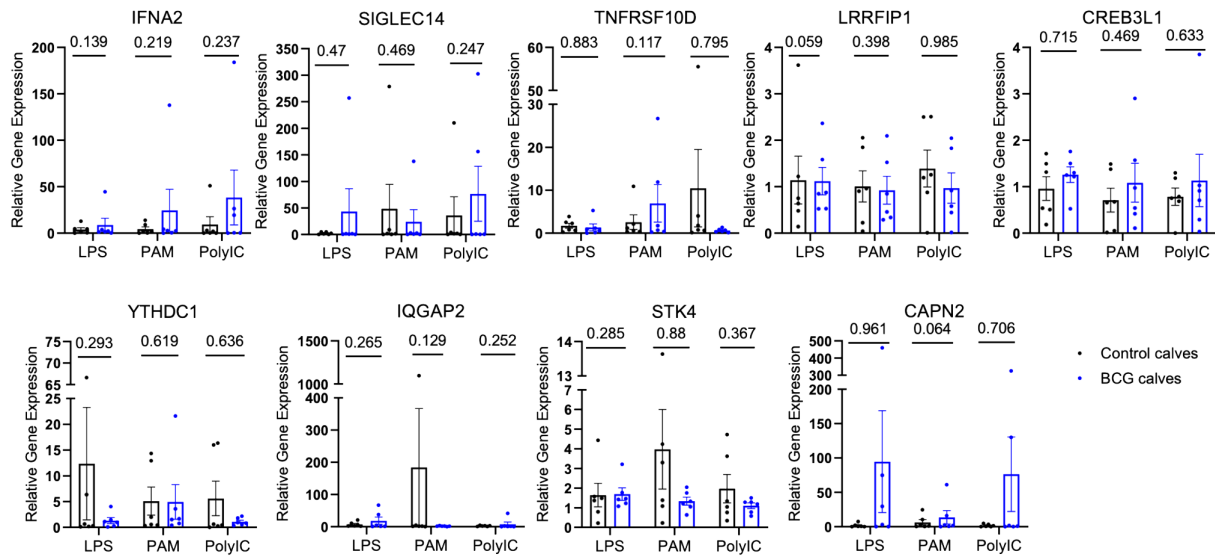 IFNA2
0.139 0.219 0.237
Relative Gene Expression
200
150
100
50
0
LPS PAM PolyIC
SIGLEC14
0.47 0.469 0.247
Relative Gene Expression
350
300
250
200
150
100
50
0
LPS PAM PolyIC
TNFRSF10D
0.883 0.117 0.795
Relative Gene Expression
60
50
30
20
10
0
LPS PAM PolyIC
LRRFIP1
0.059 0.398 0.985
Relative Gene Expression
4
3
2
1
0
LPS PAM PolyIC
CREB3L1
0.715 0.469 0.633
Relative Gene Expression
4
3
2
1
0
LPS PAM PolyIC
YTHDC1
0.293 0.619 0.636
Relative Gene Expression
75
70
65
25
20
15
10
5
0
LPS PAM PolyIC
IQGAP2
0.265 0.129 0.252
Relative Gene Expression
1500
1000
400
300
200
100
0
LPS PAM PolyIC
STK4
0.285 0.88 0.367
Relative Gene Expression
14
13
7
6
5
4
3
2
1
0
LPS PAM PolyIC
CAPN2
0.961 0.064 0.706
Relative Gene Expression
500
400
300
200
150
100
50
0
LPS PAM PolyIC
Control calves
BCG calves